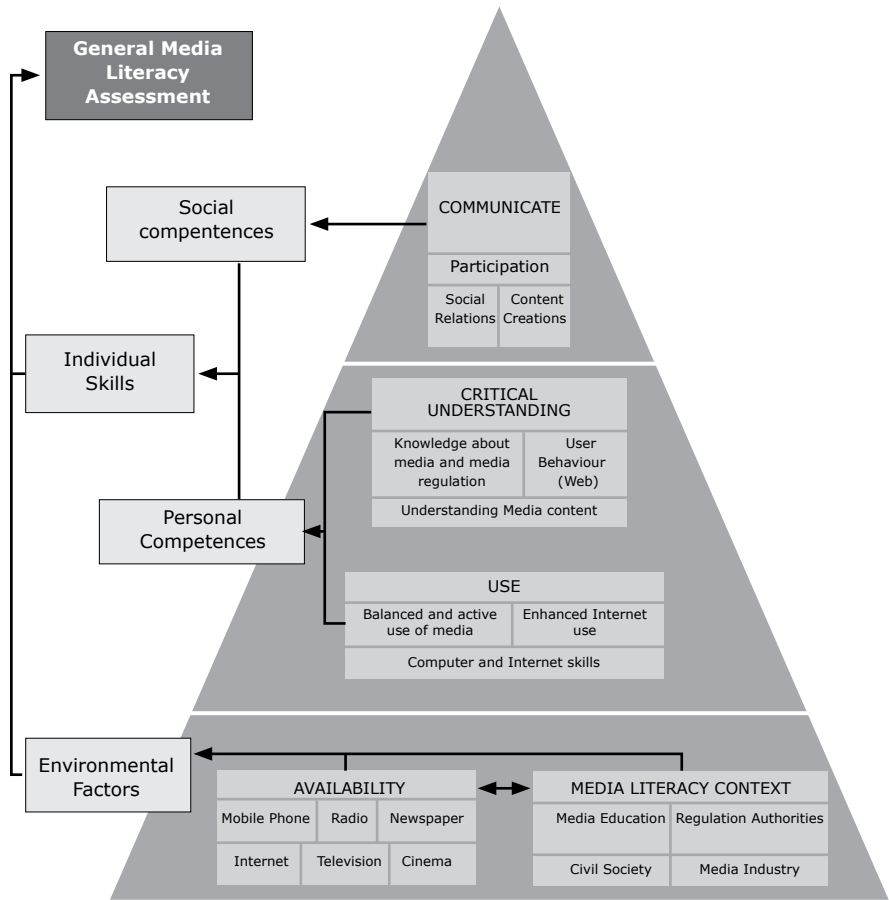 General Media
Literacy
Assessment
Social
compentences
COMMUNICATE
Participation
Social
Relations
Content
Creations
Individual
Skills
CRITICAL
UNDERSTANDING
Knowledge about
media and media
regulation
User
Behaviour
(Web)
Understanding Media content
Personal
Competences
USE
Balanced and active
use of media
Enhanced Internet
use
Computer and Internet skills
Environmental
Factors
AVAILABILITY
Mobile Phone
Radio
Newspaper
Internet
Television
Cinema
MEDIA LITERACY CONTEXT
Media Education
Regulation Authorities
Civil Society
Media Industry